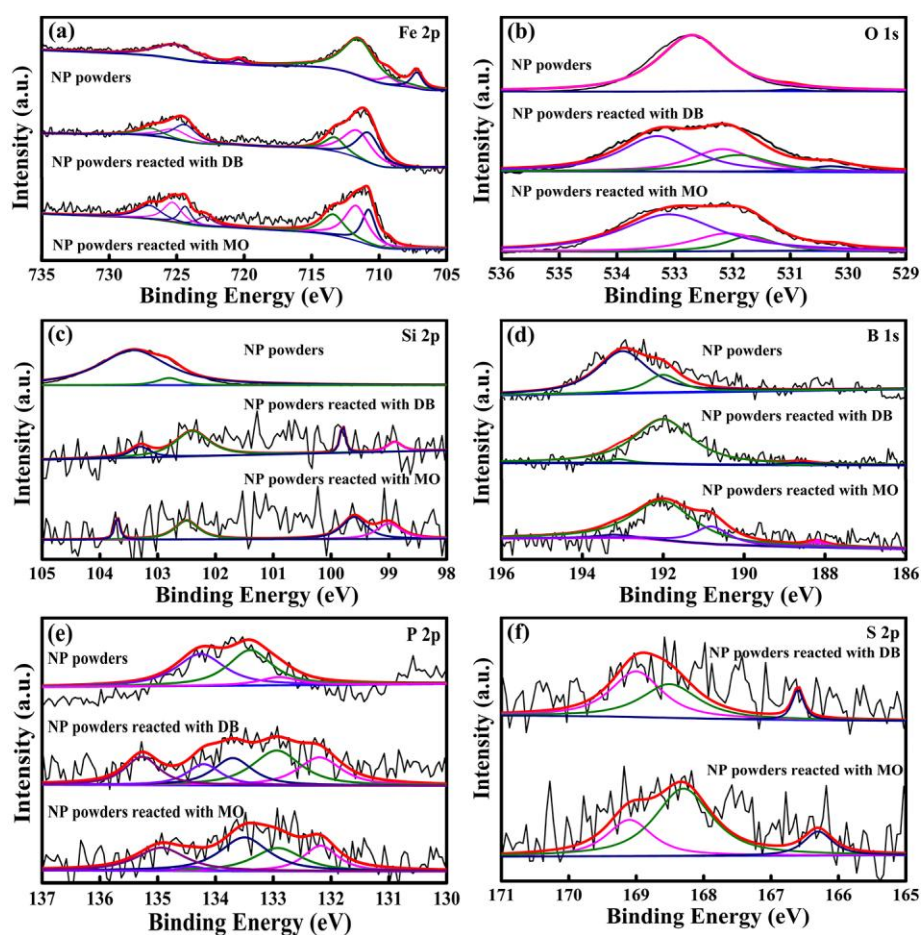 (a)
Fe 2p
NP powders
NP powders reacted with DB
NP powders reacted with MO
Intensity (a.u.)
735 730 725 720 715 710 705
Binding Energy (eV)
(b)
O 1s
NP powders
NP powders reacted with DB
NP powders reacted with MO
Intensity (a.u.)
536 535 534 533 532 531 530 529
Binding Energy (eV)
(c)
Si 2p
NP powders
NP powders reacted with DB
NP powders reacted with MO
Intensity (a.u.)
105 104 103 102 101 100 99 98
Binding Energy (eV)
(d)
B 1s
NP powders
NP powders reacted with DB
NP powders reacted with MO
Intensity (a.u.)
196 194 192 190 188 186
Binding Energy (eV)
(e)
P 2p
NP powders
NP powders reacted with DB
NP powders reacted with MO
Intensity (a.u.)
137 136 135 134 133 132 131 130
Binding Energy (eV)
(f)
S 2p
NP powders reacted with DB
NP powders reacted with MO
Intensity (a.u.)
171 170 169 168 167 166 165
Binding Energy (eV)